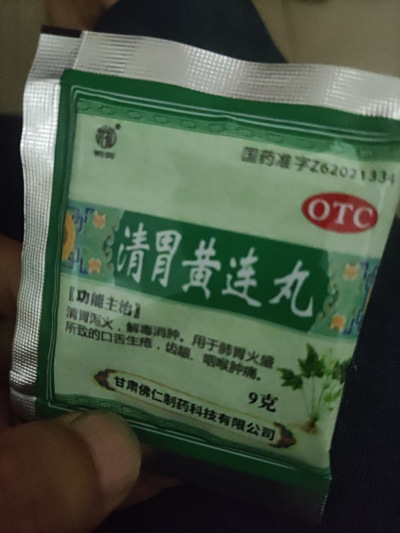 国药准字Z62021334
OTC
清胃黄连丸
【功能主治】
清胃泻火，解毒消肿。用于肺胃火盛
所致的口舌生疮，齿龈、咽喉肿痛。
9克
甘肃佛仁制药科技有限公司